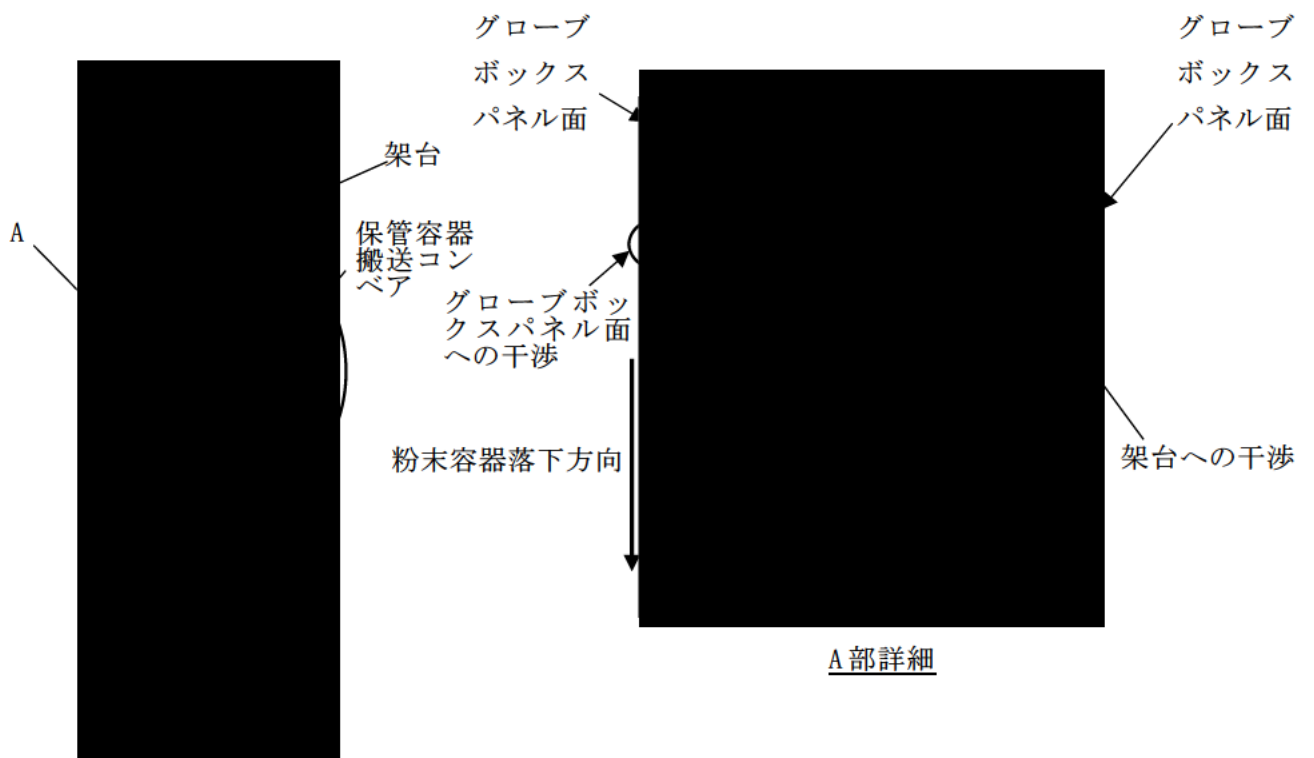 A
架台
保管容器
搬送コン
ベア
グローブ
ボックス
パネル面
グローブボッ
クスパネル面
への干渉
粉末容器落下方向
グローブ
ボックス
パネル面
架台への干渉
A部詳細